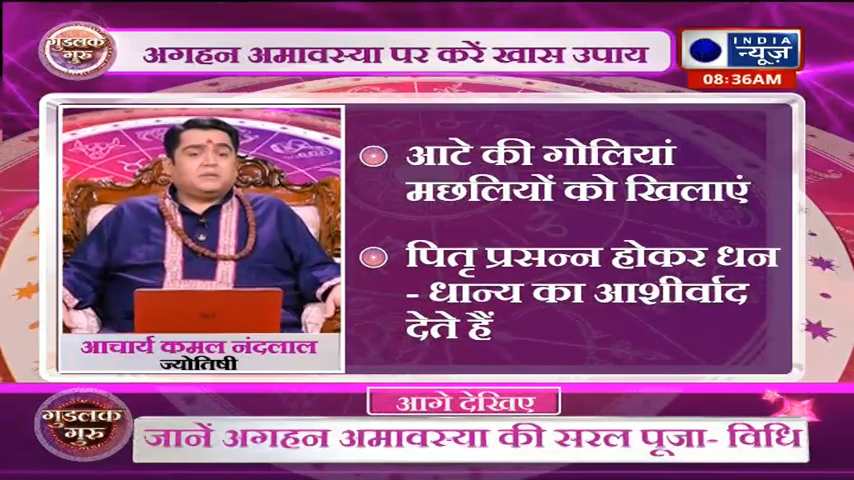 गुडलक
गुरु
अगहन अमावस्या पर करें खास उपाय
INDIA
न्यूज़
08:36AM
आटे की गोलियां
मछलियों को खिलाएं
पितृ प्रसन्न होकर धन
- धान्य का आशीर्वाद
देते हैं
आचार्य कमल नंदलाल
ज्योतिषी
आगे देखिए
गुडलक
गुरु
जानें अगहन अमावस्या की सरल पूजा- विधि